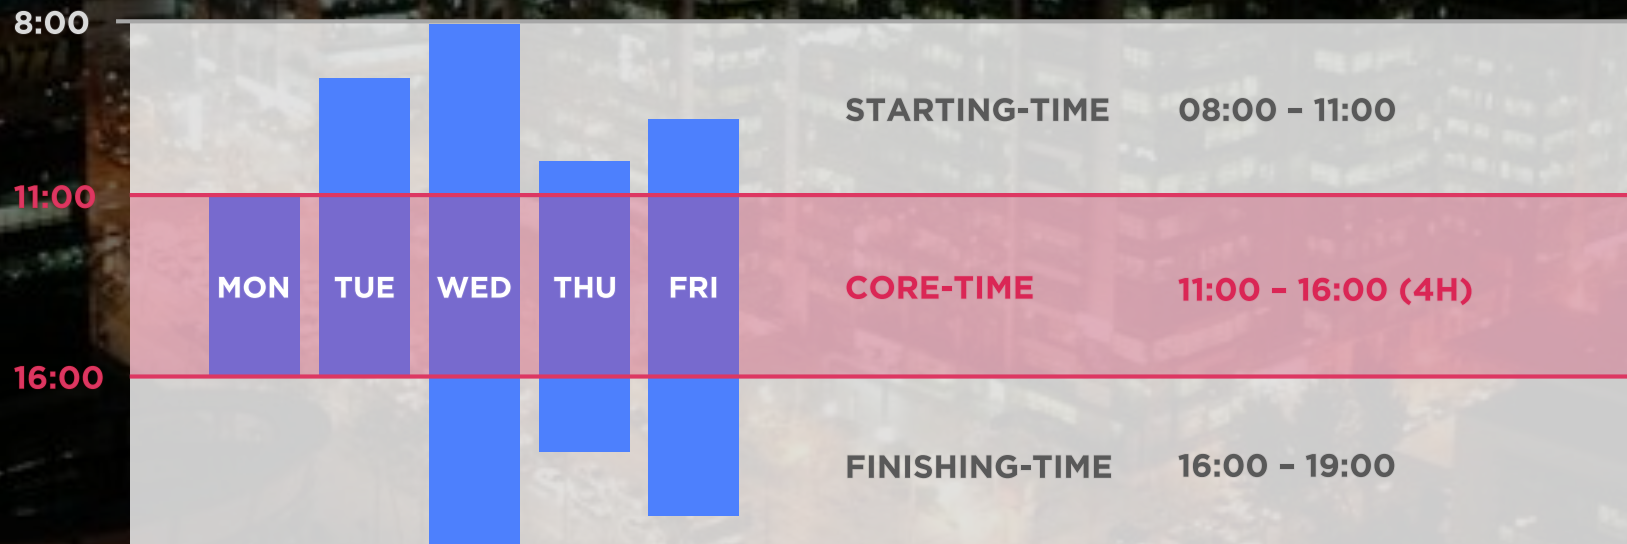 8:00
STARTING-TIME 08:00 – 11:00
11:00
MON TUE WED THU FRI
CORE-TIME 11:00 – 16:00 (4H)
16:00
FINISHING-TIME 16:00 – 19:00